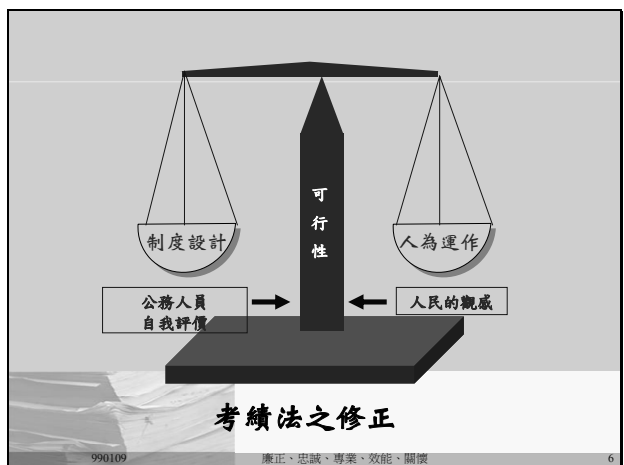 可
行
性
制度設計
人為運作
公務人員
自我評價
人民的觀感
考績法之修正
990109
廉正、忠誠、專業、效能、關懷
6